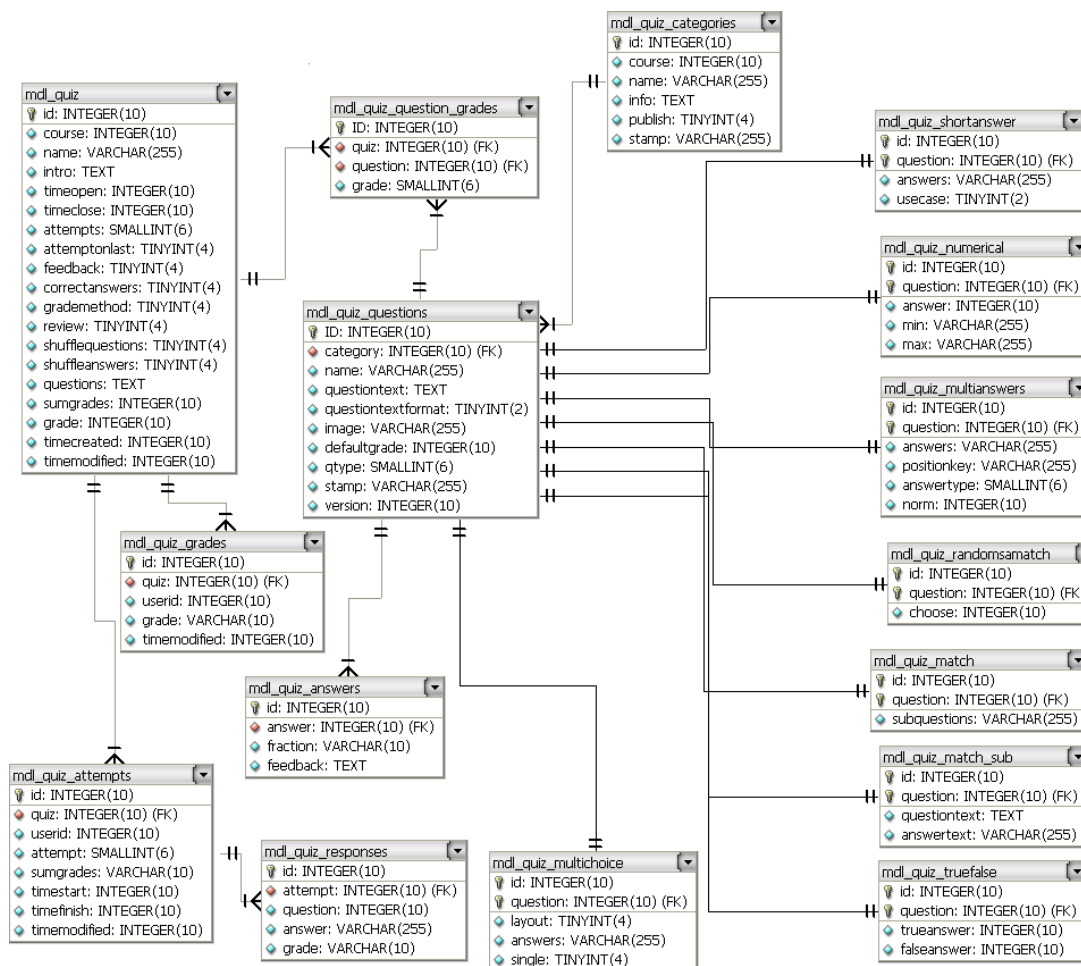 mdl_quiz_categories
id: INTEGER(10)
course: INTEGER(10)
name: VARCHAR(255)
info: TEXT
publish: TINYINT(4)
stamp: VARCHAR(255)
mdl_quiz
id: INTEGER(10)
course: INTEGER(10)
name: VARCHAR(255)
intro: TEXT
timeopen: INTEGER(10)
timeclose: INTEGER(10)
attempts: SMALLINT(6)
attemptonlast: TINYINT(4)
feedback: TINYINT(4)
correctanswers: TINYINT(4)
grademethod: TINYINT(4)
review: TINYINT(4)
shufflequestions: TINYINT(4)
shuffleanswers: TINYINT(4)
questions: TEXT
sumgrades: INTEGER(10)
grade: INTEGER(10)
timecreated: INTEGER(10)
timemodified: INTEGER(10)
mdl_quiz_question_grades
ID: INTEGER(10)
quiz: INTEGER(10) (FK)
question: INTEGER(10) (FK)
grade: SMALLINT(6)
mdl_quiz_shortanswer
id: INTEGER(10)
question: INTEGER(10) (FK)
answers: VARCHAR(255)
usecase: TINYINT(2)
mdl_quiz_numerical
id: INTEGER(10)
question: INTEGER(10) (FK)
answer: INTEGER(10)
min: VARCHAR(255)
max: VARCHAR(255)
mdl_quiz_questions
ID: INTEGER(10)
category: INTEGER(10) (FK)
name: VARCHAR(255)
questiontext: TEXT
questiontextformat: TINYINT(2)
image: VARCHAR(255)
defaultgrade: INTEGER(10)
qtype: SMALLINT(6)
stamp: VARCHAR(255)
version: INTEGER(10)
mdl_quiz_multianswers
id: INTEGER(10)
question: INTEGER(10) (FK)
answers: VARCHAR(255)
positionkey: VARCHAR(255)
answertype: SMALLINT(6)
norm: INTEGER(10)
mdl_quiz_grades
id: INTEGER(10)
quiz: INTEGER(10) (FK)
userid: INTEGER(10)
grade: VARCHAR(10)
timemodified: INTEGER(10)
mdl_quiz_randomsamatch
id: INTEGER(10)
question: INTEGER(10) (FK
choose: INTEGER(10)
mdl_quiz_answers
id: INTEGER(10)
answer: INTEGER(10) (FK)
fraction: VARCHAR(10)
feedback: TEXT
mdl_quiz_match
id: INTEGER(10)
question: INTEGER(10) (FK)
subquestions: VARCHAR(255)
mdl_quiz_match_sub
id: INTEGER(10)
question: INTEGER(10) (FK)
questiontext: TEXT
answertext: VARCHAR(255)
mdl_quiz_attempts
id: INTEGER(10)
quiz: INTEGER(10) (FK)
userid: INTEGER(10)
attempt: SMALLINT(6)
sumgrades: VARCHAR(10)
timestart: INTEGER(10)
timefinish: INTEGER(10)
timemodified: INTEGER(10)
mdl_quiz_responses
id: INTEGER(10)
attempt: INTEGER(10) (FK)
question: INTEGER(10)
answer: VARCHAR(255)
grade: VARCHAR(10)
mdl_quiz_multichoice
id: INTEGER(10)
question: INTEGER(10) (FK)
layout: TINYINT(4)
answers: VARCHAR(255)
single: TINYINT(4)
mdl_quiz_truefalse
id: INTEGER(10)
question: INTEGER(10) (FK)
trueanswer: INTEGER(10)
falseanswer: INTEGER(10)